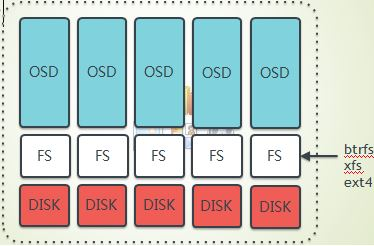 OSD OSD OSD OSD OSD
FS FS FS FS FS
btrfs
xfs
ext4
DISK DISK DISK DISK DISK